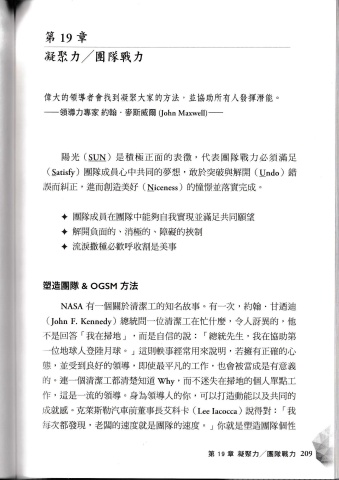 第 19 章
凝聚力／團隊戰力
偉大的領導者會找到凝聚大家的方法，並協助所有人發揮潛能。
——領導力專家 約翰．麥斯威爾 (John Maxwell)——
陽光（SUN）是積極正面的表徵，代表團隊戰力必須滿足
（Satisfy）團隊成員心中共同的夢想，敢於突破與解開（Undo）錯
誤而糾正，進而創造美好（Niceness）的憧憬並落實完成。
✦ 團隊成員在團隊中能夠自我實現並滿足共同願望
✦ 解開負面的、消極的、障礙的挾制
✦ 流淚撒種必歡呼收割是美事
塑造團隊 & OGSM 方法
NASA 有一個關於清潔工的知名故事。有一次，約翰．甘迺迪
（John F. Kennedy）總統問一位清潔工在忙什麼，令人訝異的，他
不是回答「我在掃地」，而是自信的說：「總統先生，我在協助第
一位地球人登陸月球。」這則軼事經常用來說明，若擁有正確的心
態，並受到良好的領導，即使最平凡的工作，也會被當成是有意義
的。連一個清潔工都清楚知道 Why，而不迷失在掃地的個人單點工
作，這是一流的領導。身為領導人的你，可以打造動能以及共同的
成就感。克萊斯勒汽車前董事長艾科卡（Lee Iacocca）說得對：「我
每次都發現，老闆的速度就是團隊的速度。」你就是塑造團隊個性
第 19 章 凝聚力／團隊戰力 209